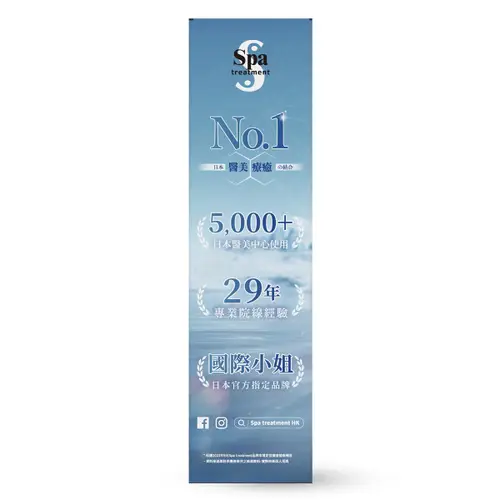 Spa
treatment
No.1
日本 醫美 療癒 の結合
5,000+
日本醫美中心使用
29年
專業院線經驗
國際小姐
日本官方指定品牌
Spa treatment HK